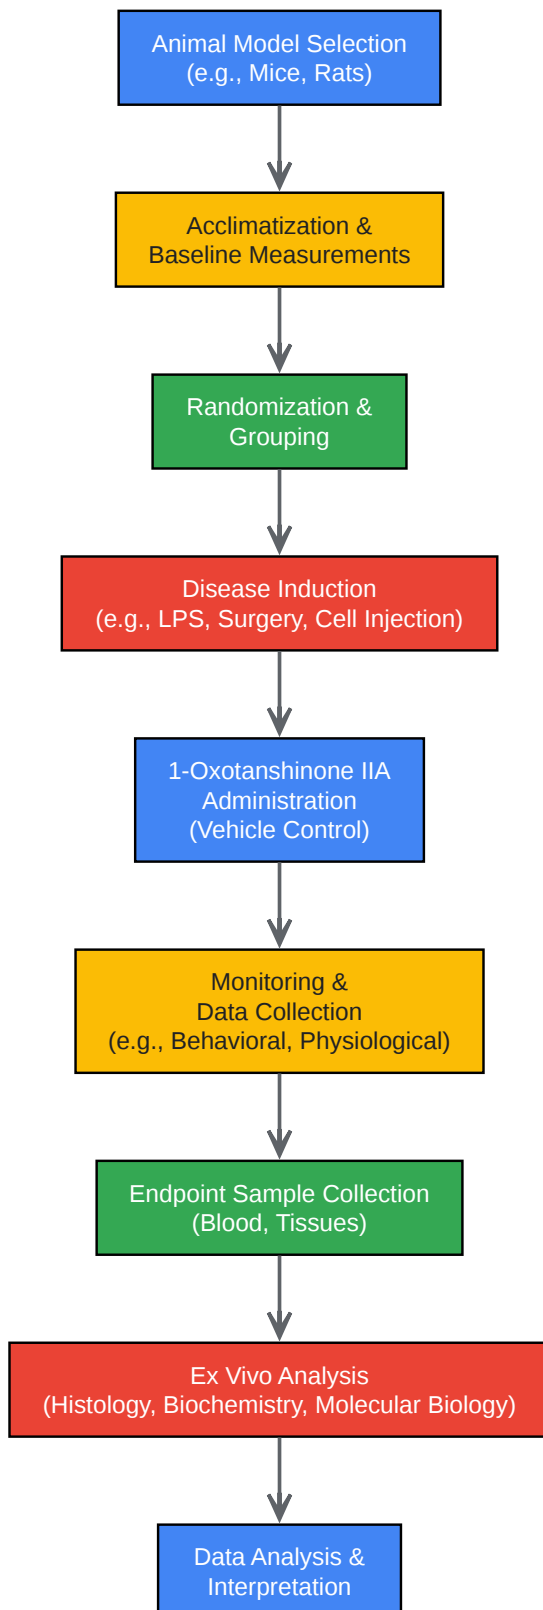 Animal Model Selection
(e.g., Mice, Rats)
Acclimatization &
Baseline Measurements
Randomization &
Grouping
Disease Induction
(e.g., LPS, Surgery, Cell Injection)
1-Oxotanshinone IIA
Administration
(Vehicle Control)
Monitoring &
Data Collection
(e.g., Behavioral, Physiological)
Endpoint Sample Collection
(Blood, Tissues)
Ex Vivo Analysis
(Histology, Biochemistry, Molecular Biology)
Data Analysis &
Interpretation